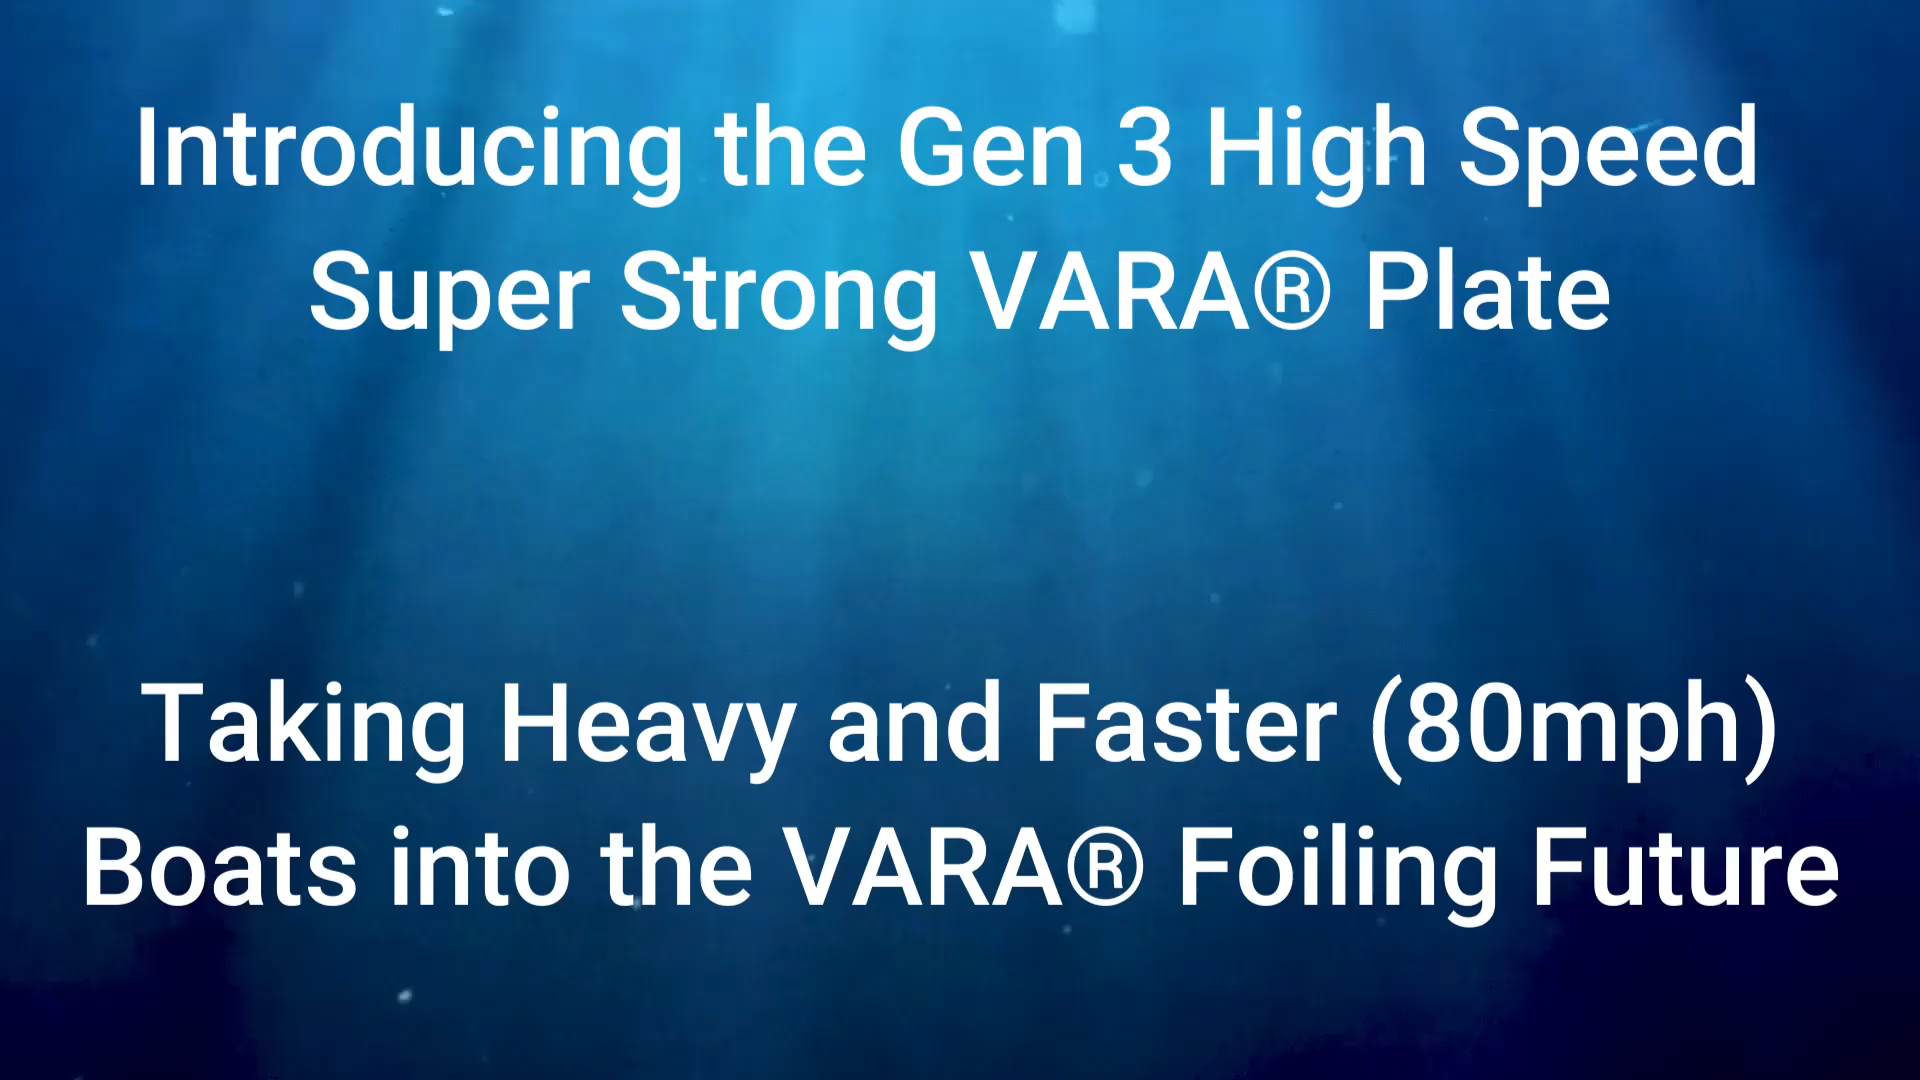 Introducing the Gen 3 High Speed
Super Strong VARA® Plate
Taking Heavy and Faster (80mph)
Boats into the VARA® Foiling Future